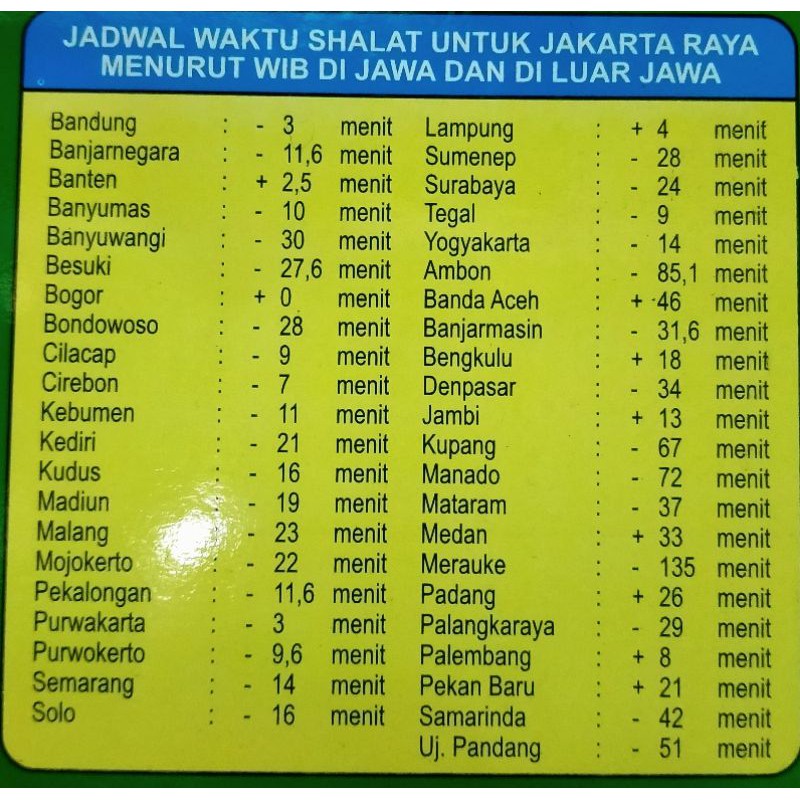 JADWAL WAKTU SHALAT UNTUK JAKARTA RAYA
MENURUT WIB DI JAWA DAN DI LUAR JAWA
Bandung : - 3 menit
Banjarnegara : - 11,6 menit
Banten : + 2,5 menit
Banyumas : - 10 menit
Banyuwangi : - 30 menit
Besuki : - 27,6 menit
Bogor : + 0 menit
Bondowoso : - 28 menit
Cilacap : - 9 menit
Cirebon : - 7 menit
Kebumen : - 11 menit
Kediri : - 21 menit
Kudus : - 16 menit
Madiun : - 19 menit
Malang : - 23 menit
Mojokerto : - 22 menit
Pekalongan : - 11,6 menit
Purwakarta : - 3 menit
Purwokerto : - 9,6 menit
Semarang : - 14 menit
Solo : - 16 menit
Lampung : + 4 menit
Sumenep : - 28 menit
Surabaya : - 24 menit
Tegal : - 9 menit
Yogyakarta : - 14 menit
Ambon : - 85,1 menit
Banda Aceh : + 46 menit
Banjarmasin : - 31,6 menit
Bengkulu : + 18 menit
Denpasar : - 34 menit
Jambi : + 13 menit
Kupang : - 67 menit
Manado : - 72 menit
Mataram : - 37 menit
Medan : + 33 menit
Merauke : - 135 menit
Padang : + 26 menit
Palangkaraya : - 29 menit
Palembang : + 8 menit
Pekan Baru : + 21 menit
Samarinda : - 42 menit
Uj. Pandang : - 51 menit